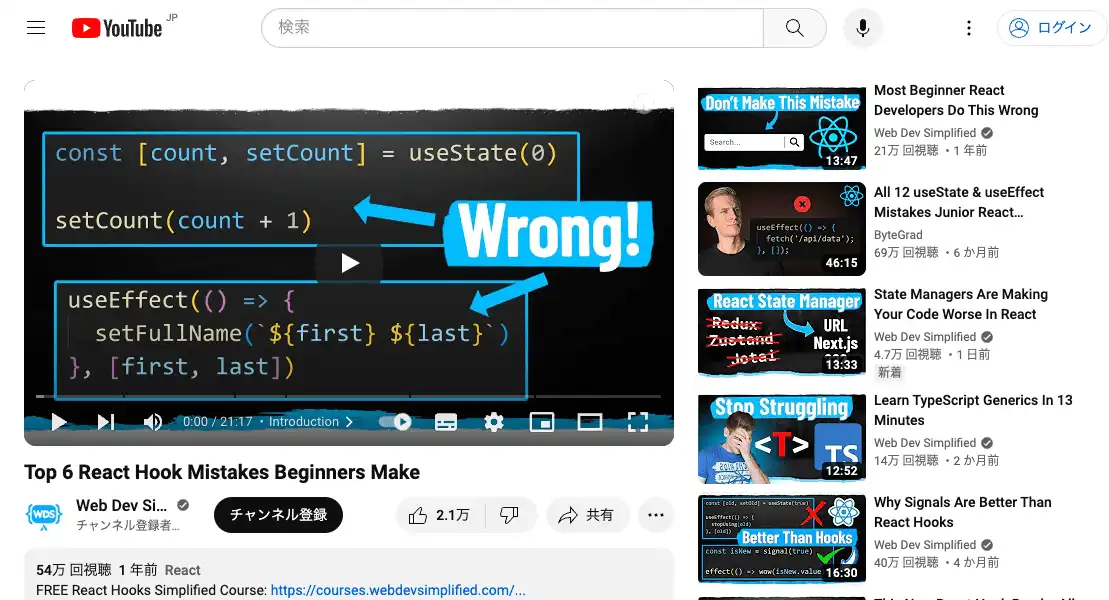 YouTube JP
検索
ログイン
const [count, setCount] = useState(0)
setCount(count + 1)
Wrong!
useEffect(() => {
setFullName(`${first} ${last}`)
}, [first, last])
0:00 / 21:17 • Introduction
Top 6 React Hook Mistakes Beginners Make
WDS
Web Dev Si...
チャンネル登録者...
チャンネル登録
2.1万
共有
54万 回視聴 1 年前 React
FREE React Hooks Simplified Course: https://courses.webdevsimplified.com/...
Don't Make This Mistake
Search...
13:47
Most Beginner React
Developers Do This Wrong
Web Dev Simplified
21万 回視聴 • 1 年前
useEffect(() => {
fetch('/api/data');
}, []);
46:15
All 12 useState & useEffect
Mistakes Junior React…
ByteGrad
69万 回視聴 • 6 か月前
React State Manager
Redux
Zustand
Jotai
URL
Next.js
13:33
State Managers Are Making
Your Code Worse In React
Web Dev Simplified
4.7万 回視聴 • 1 日前
新着
Stop Struggling
<T>
TS
12:52
Learn TypeScript Generics In 13
Minutes
Web Dev Simplified
14万 回視聴 • 2 か月前
const [old, setOld] = useState(true)
useEffect(() => {
stopUsing(old)
}, [old])
Better Than Hooks
const isNew = signal(true)
effect(() => wow(isNew.value
16:30
Why Signals Are Better Than
React Hooks
Web Dev Simplified
40万 回視聴 • 4 か月前